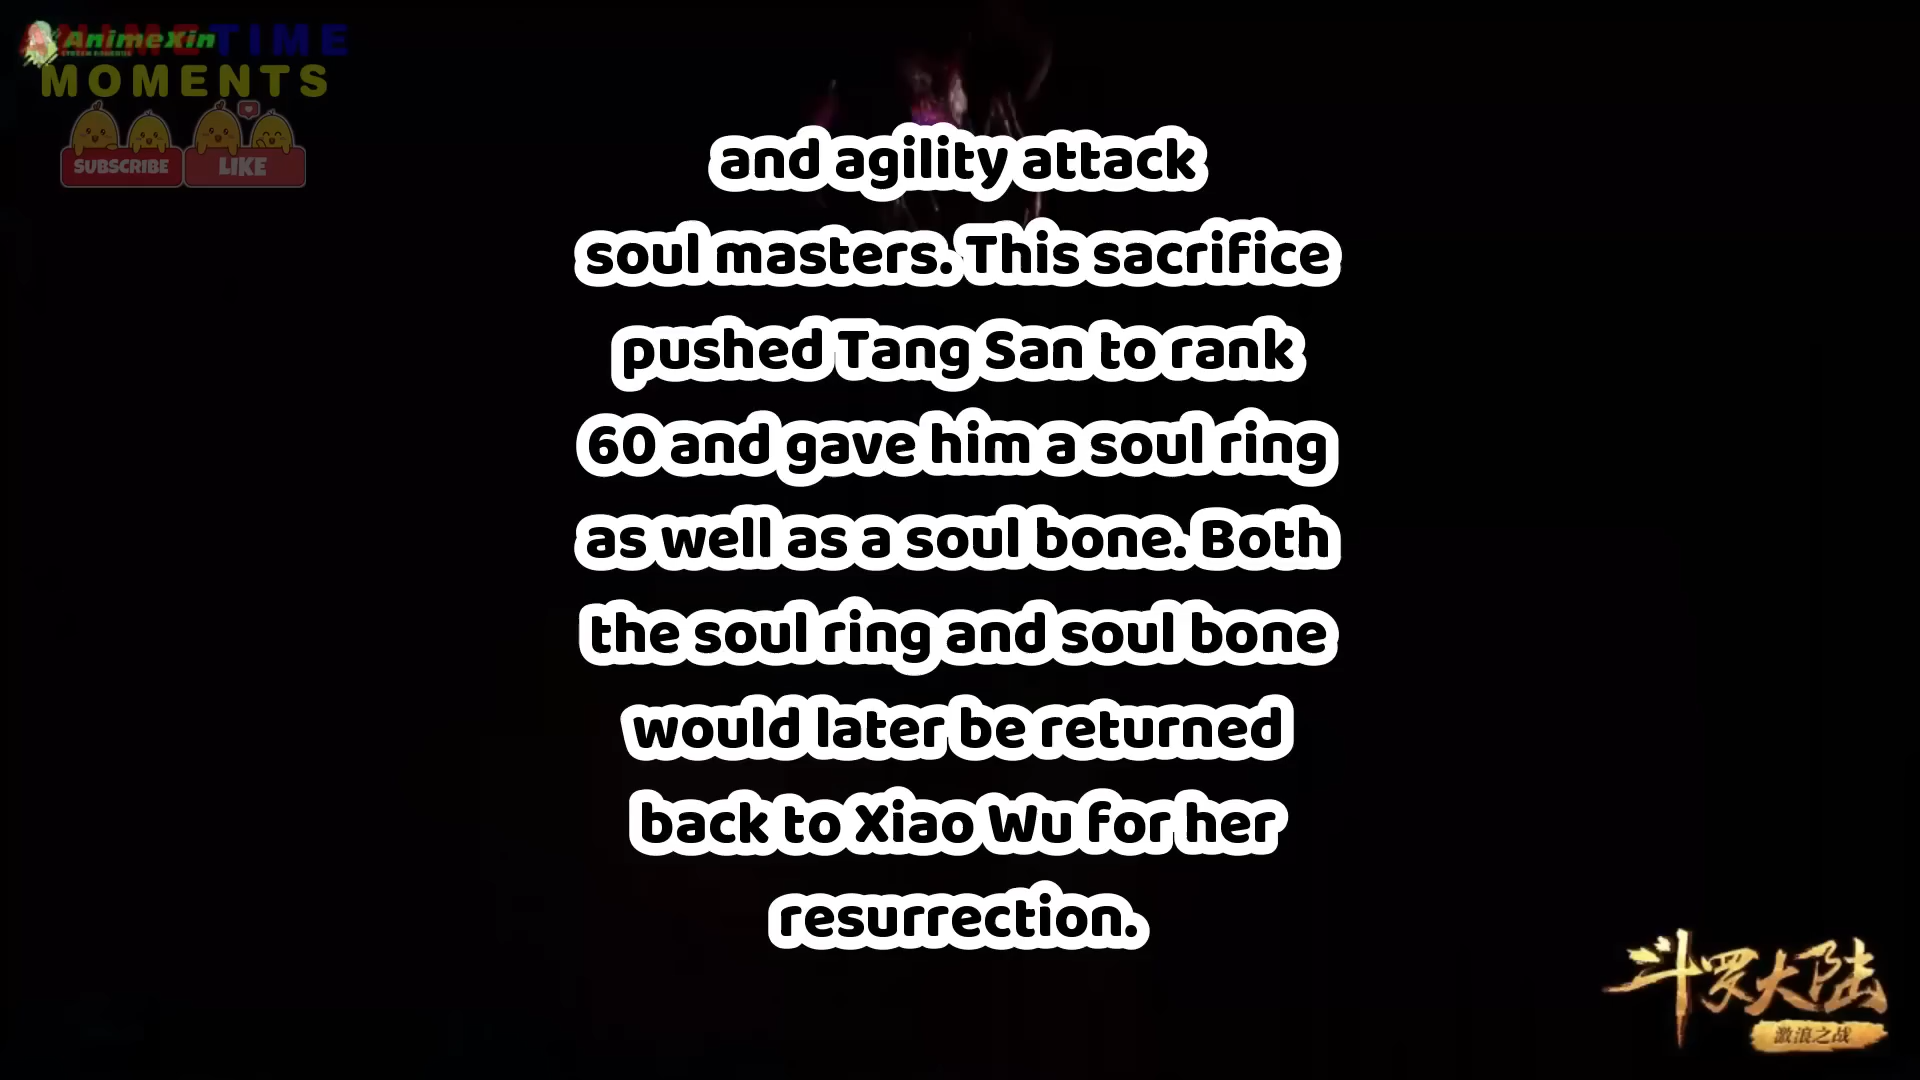 AnimeXin
ANIMETIME
MOMENTS
SUBSCRIBE
LIKE
and agility attack
soul masters. This sacrifice
pushed Tang San to rank
60 and gave him a soul ring
as well as a soul bone. Both
the soul ring and soul bone
would later be returned
back to Xiao Wu for her
resurrection.
斗罗大陆
激浪之战